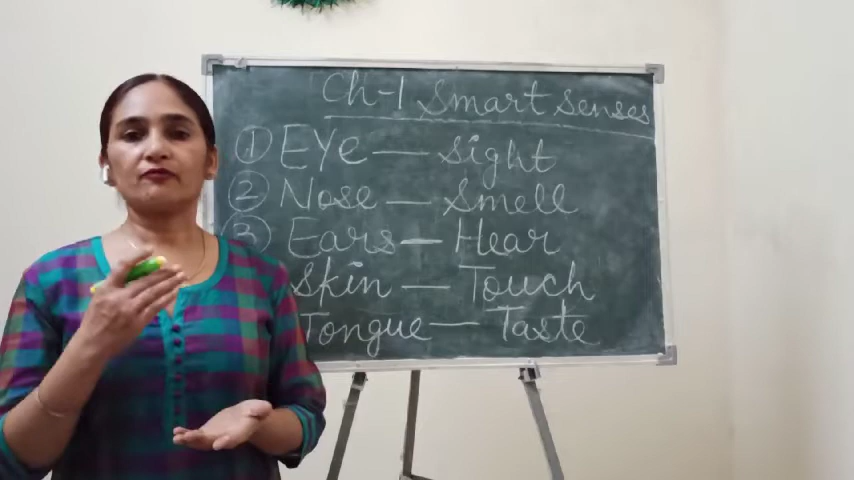 Ch-1 Smart Senses
① EYe — Sight
② Nose — Smell
③ Ears — Hear
Skin — Touch
Tongue — Taste